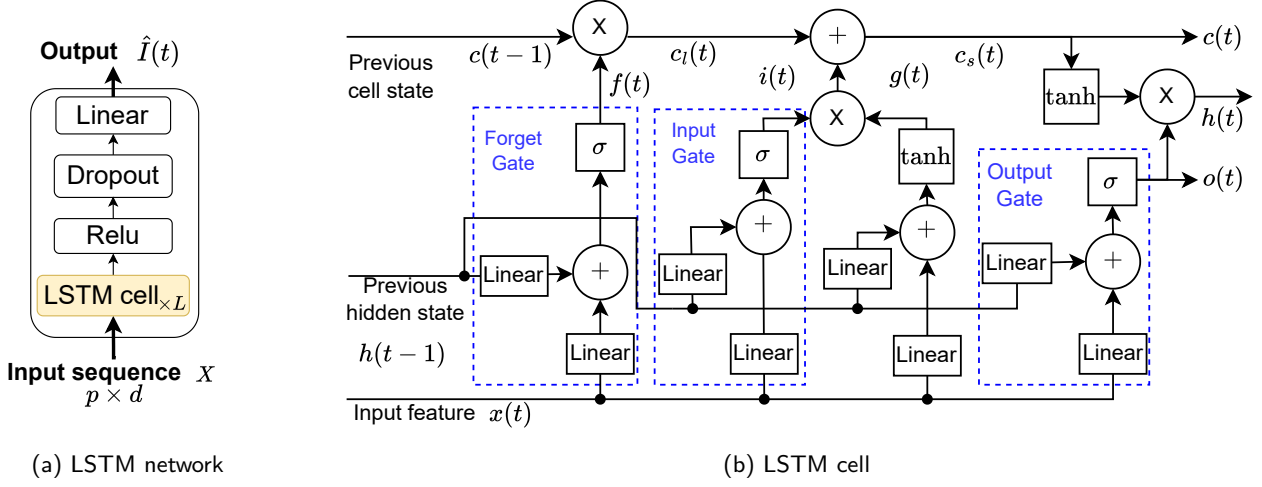 Output Î(t)
Linear
Dropout
Relu
LSTM cell×L
Input sequence X
p × d
(a) LSTM network
Previous
cell state
c(t − 1)
X
c_l(t)
+
c_s(t)
c(t)
f(t)
i(t)
g(t)
X
tanh
X
h(t)
Forget
Gate
σ
Input
Gate
σ
tanh
Output
Gate
σ
o(t)
Previous
hidden state
h(t − 1)
Linear
+
Linear
Linear
+
Linear
Linear
+
Linear
Linear
+
Linear
Input feature x(t)
(b) LSTM cell